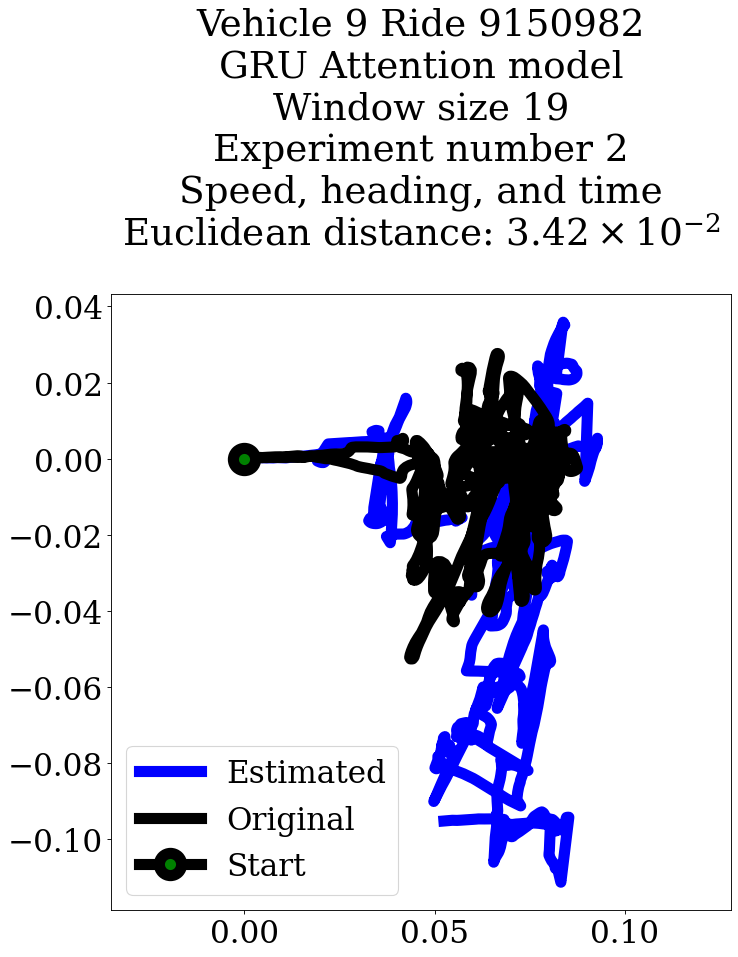 Vehicle 9 Ride 9150982
GRU Attention model
Window size 19
Experiment number 2
Speed, heading, and time
Euclidean distance: 3.42 × 10⁻²
0.04
0.02
0.00
−0.02
−0.04
−0.06
−0.08
−0.10
Estimated
Original
Start
0.00 0.05 0.10